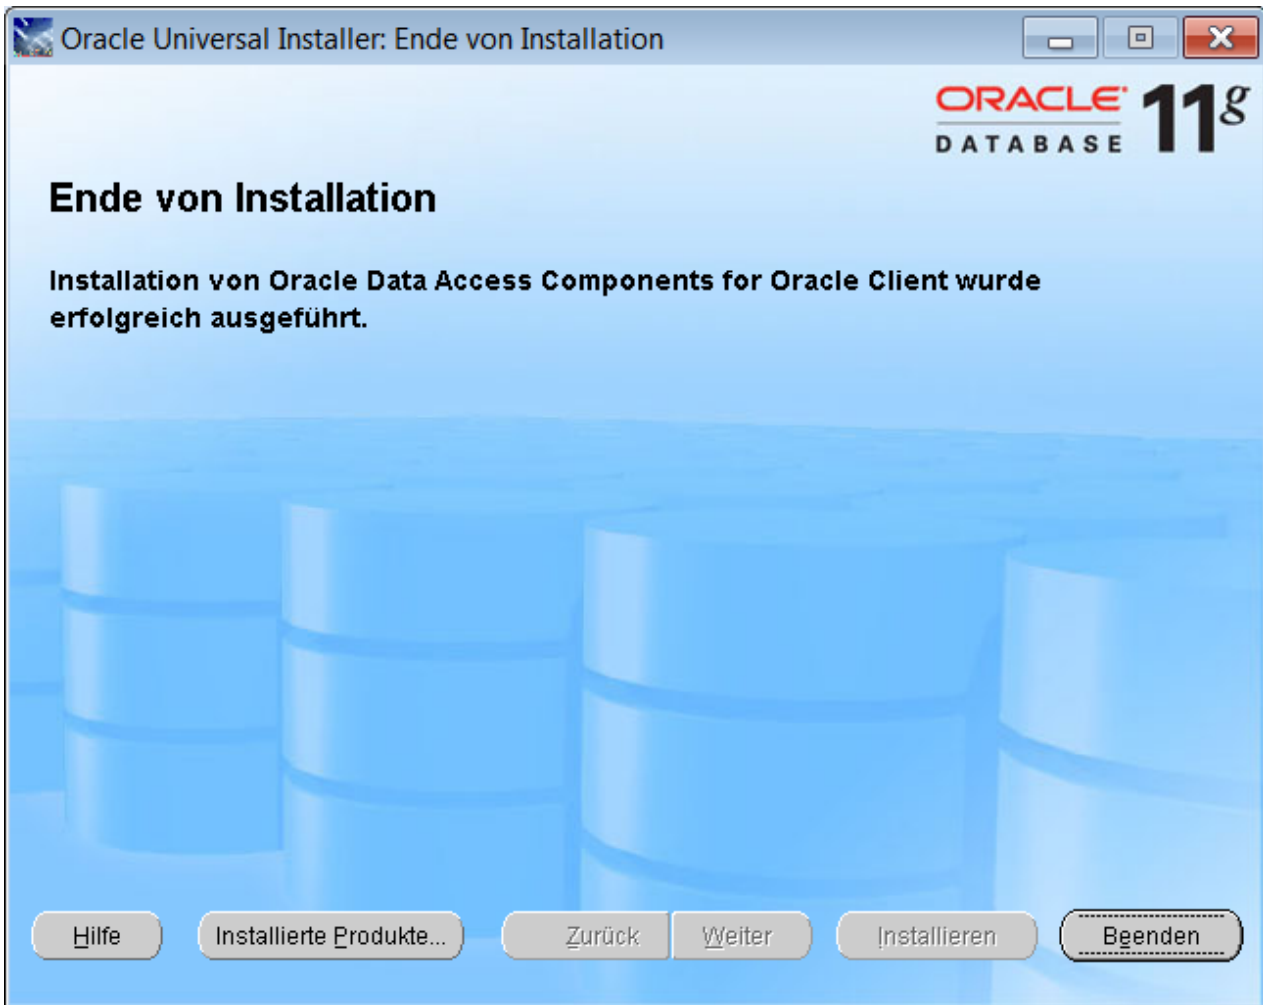 Oracle Universal Installer: Ende von Installation
ORACLE 11g
DATABASE
Ende von Installation
Installation von Oracle Data Access Components for Oracle Client wurde
erfolgreich ausgeführt.
Hilfe
Installierte Produkte...
Zurück
Weiter
Installieren
Beenden